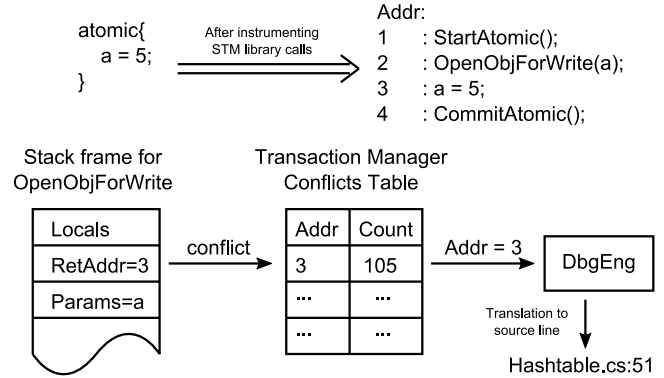 atomic{
a = 5;
}
After instrumenting
STM library calls
Addr:
1 : StartAtomic();
2 : OpenObjForWrite(a);
3 : a = 5;
4 : CommitAtomic();
Stack frame for
OpenObjForWrite
Locals
RetAddr=3
Params=a
conflict
Transaction Manager
Conflicts Table
Addr Count
3 105
... ...
... ...
Addr = 3
DbgEng
Translation to
source line
Hashtable.cs:51